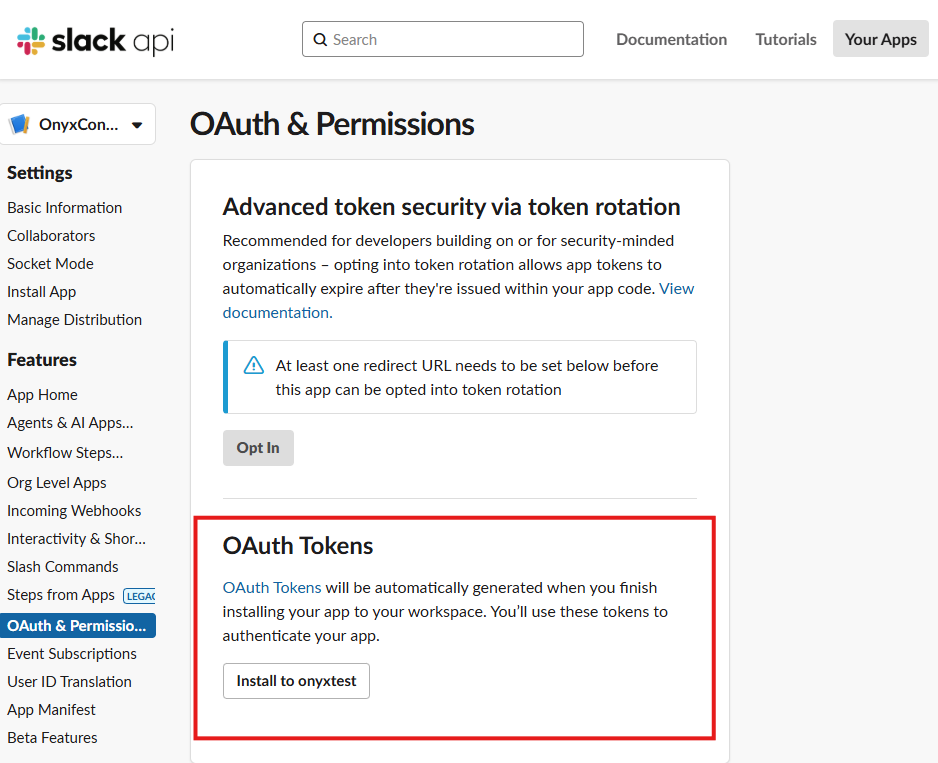 slack api
Search
Documentation
Tutorials
Your Apps
OnyxCon...
OAuth & Permissions
Settings
Basic Information
Collaborators
Socket Mode
Install App
Manage Distribution
Features
App Home
Agents & AI Apps...
Workflow Steps...
Org Level Apps
Incoming Webhooks
Interactivity & Shor...
Slash Commands
Steps from Apps LEGAC
OAuth & Permissio...
Event Subscriptions
User ID Translation
App Manifest
Beta Features
Advanced token security via token rotation
Recommended for developers building on or for security-minded
organizations – opting into token rotation allows app tokens to
automatically expire after they're issued within your app code. View
documentation.
At least one redirect URL needs to be set below before
this app can be opted into token rotation
Opt In
OAuth Tokens
OAuth Tokens will be automatically generated when you finish
installing your app to your workspace. You’ll use these tokens to
authenticate your app.
Install to onyxtest